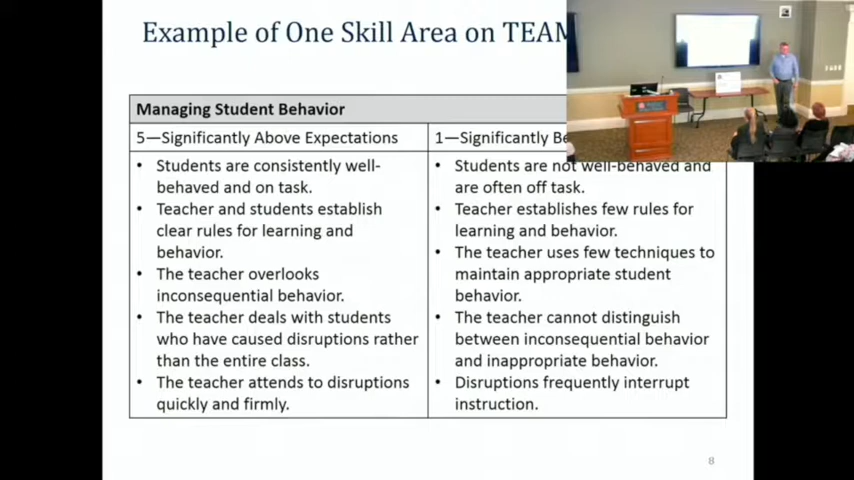 Example of One Skill Area on TEAM
Managing Student Behavior
5—Significantly Above Expectations
• Students are consistently well-
behaved and on task.
• Teacher and students establish
clear rules for learning and
behavior.
• The teacher overlooks
inconsequential behavior.
• The teacher deals with students
who have caused disruptions rather
than the entire class.
• The teacher attends to disruptions
quickly and firmly.
1—Significantly Be
• Students are not well-behaved and
are often off task.
• Teacher establishes few rules for
learning and behavior.
• The teacher uses few techniques to
maintain appropriate student
behavior.
• The teacher cannot distinguish
between inconsequential behavior
and inappropriate behavior.
• Disruptions frequently interrupt
instruction.
8